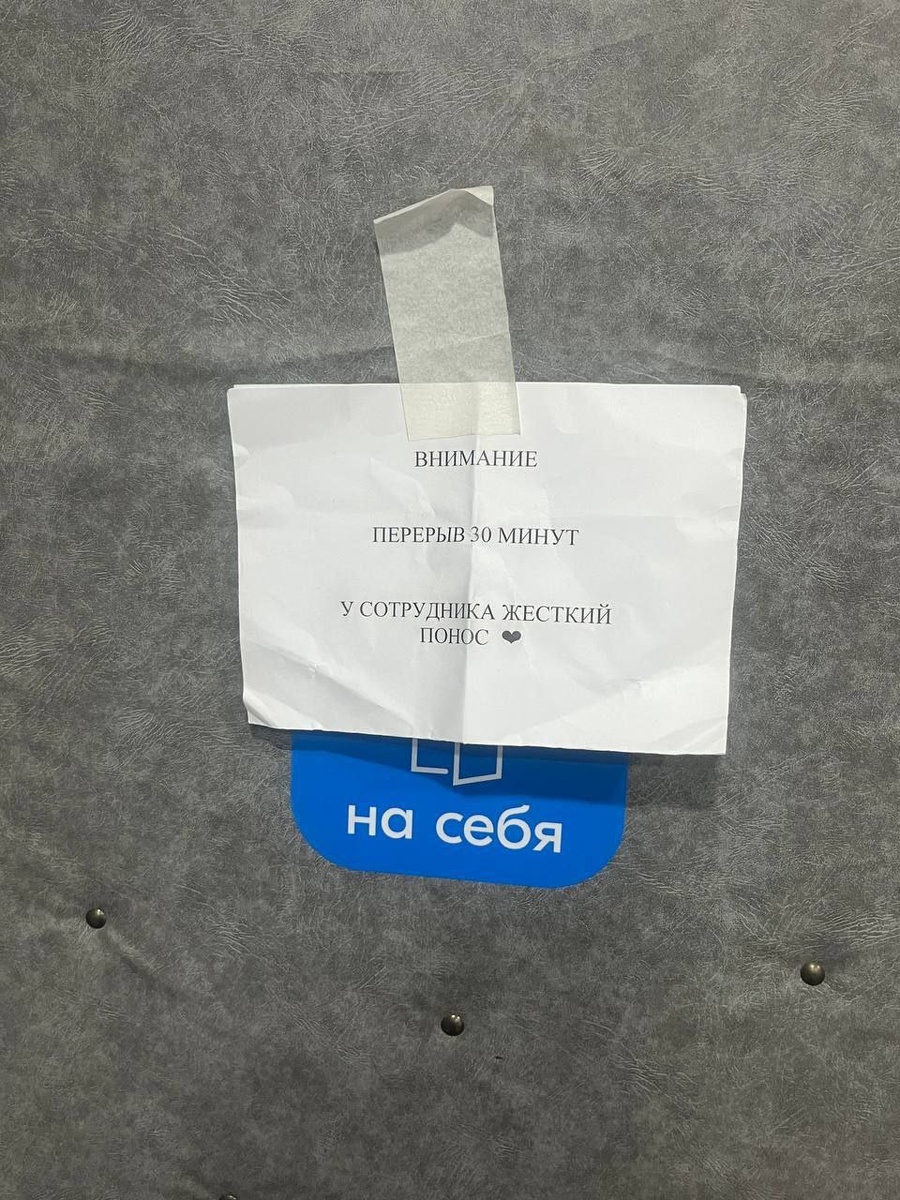 ВНИМАНИЕ
ПЕРЕРЫВ 30 МИНУТ
У СОТРУДНИКА ЖЕСТКИЙ
ПОНОС ❤
на себя